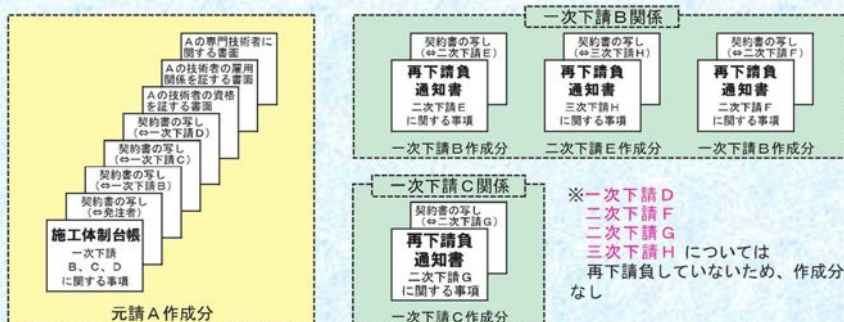 Aの専門技術者に
関する書面
Aの技術者の雇用
関係を証する書面
Aの技術者の資格
を証する書面
契約書の写し
(⇔一次下請D)
契約書の写し
(⇔一次下請C)
契約書の写し
(⇔一次下請B)
契約書の写し
(⇔発注者)
施工体制台帳
一次下請
B、C、D
に関する事項
元請A作成分
一次下請B関係
契約書の写し
(⇔二次下請E)
再下請負
通知書
二次下請E
に関する事項
一次下請B作成分
契約書の写し
(⇔三次下請H)
再下請負
通知書
三次下請H
に関する事項
二次下請E作成分
契約書の写し
(⇔二次下請F)
再下請負
通知書
二次下請F
に関する事項
一次下請B作成分
一次下請C関係
契約書の写し
(⇔二次下請G)
再下請負
通知書
二次下請G
に関する事項
一次下請C作成分
※一次下請D
二次下請F
二次下請G
三次下請H については
再下請負していないため、作成分
なし